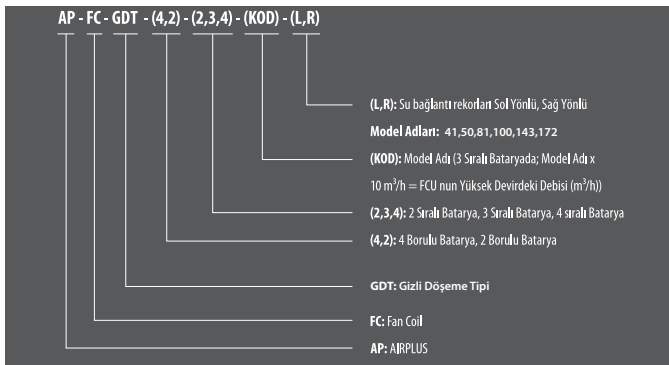 AP - FC - GDT - (4,2) - (2,3,4) - (KOD) - (L,R)
(L,R): Su bağlantı rekorları Sol Yönlü, Sağ Yönlü
Model Adları: 41,50,81,100,143,172
(KOD): Model Adı (3 Sıralı Bataryada; Model Adı x
10 m³/h = FCU nun Yüksek Devirdeki Debisi (m³/h))
(2,3,4): 2 Sıralı Batarya, 3 Sıralı Batarya, 4 sıralı Batarya
(4,2): 4 Borulu Batarya, 2 Borulu Batarya
GDT: Gizli Döşeme Tipi
FC: Fan Coil
AP: AIRPLUS